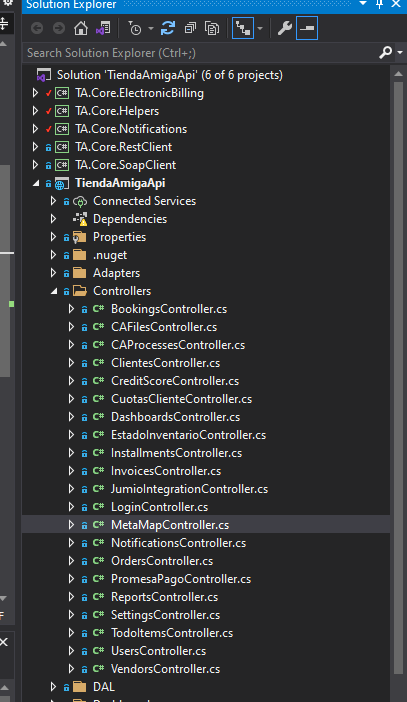 Solution Explorer
Search Solution Explorer (Ctrl+;)
Solution 'TiendaAmigaApi' (6 of 6 projects)
C# TA.Core.ElectronicBilling
C# TA.Core.Helpers
C# TA.Core.Notifications
C# TA.Core.RestClient
C# TA.Core.SoapClient
TiendaAmigaApi
Connected Services
Dependencies
Properties
.nuget
Adapters
Controllers
C# BookingsController.cs
C# CAFilesController.cs
C# CAProcessesController.cs
C# ClientesController.cs
C# CreditScoreController.cs
C# CuotasClienteController.cs
C# DashboardsController.cs
C# EstadoInventarioController.cs
C# InstallmentsController.cs
C# InvoicesController.cs
C# JumioIntegrationController.cs
C# LoginController.cs
C# MetaMapController.cs
C# NotificationsController.cs
C# OrdersController.cs
C# PromesaPagoController.cs
C# ReportsController.cs
C# SettingsController.cs
C# TodoItemsController.cs
C# UsersController.cs
C# VendorsController.cs
DAL